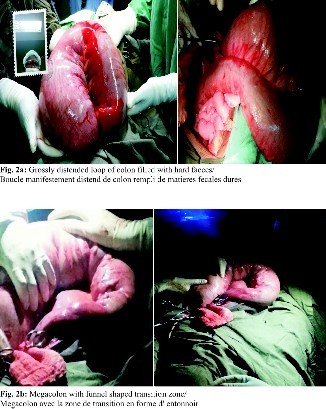 Fig. 2a: Grossly distended loop of colon filled with hard faeces/
Boucle manifestement distend de colon rempli de matieres fecales dures
Fig. 2b: Megacolon with funnel shaped transition zone/
Megacolon avec la zone de transition en forme d' entonnoir